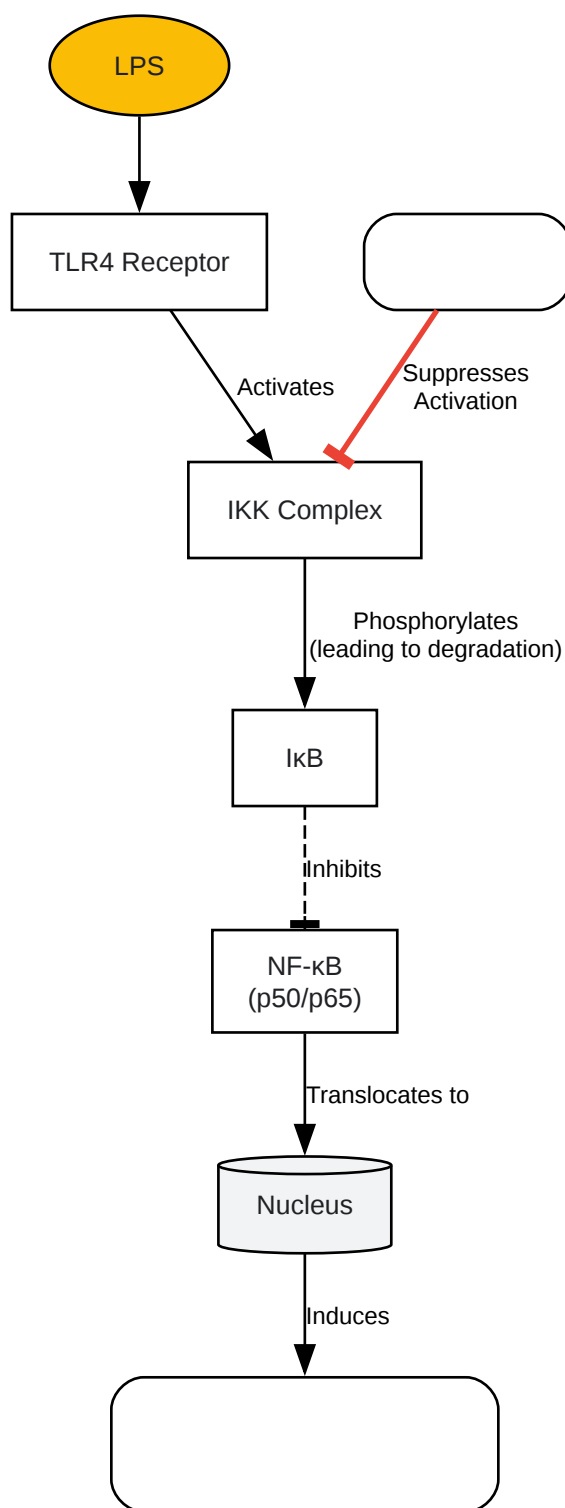 LPS
TLR4 Receptor
Activates
Suppresses
Activation
IKK Complex
Phosphorylates
(leading to degradation)
IκB
Inhibits
NF-κB
(p50/p65)
Translocates to
Nucleus
Induces